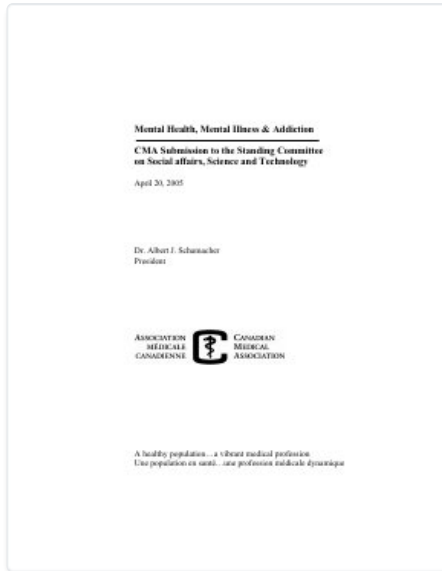 Mental Health, Mental Illness & Addiction
CMA Submission to the Standing Committee
on Social affairs, Science and Technology
April 20, 2005
Dr. Albert J. Schumacher
President
ASSOCIATION
MÉDICALE
CANADIENNE
CANADIAN
MEDICAL
ASSOCIATION
A healthy population...a vibrant medical profession
Une population en santé...une profession médicale dynamique